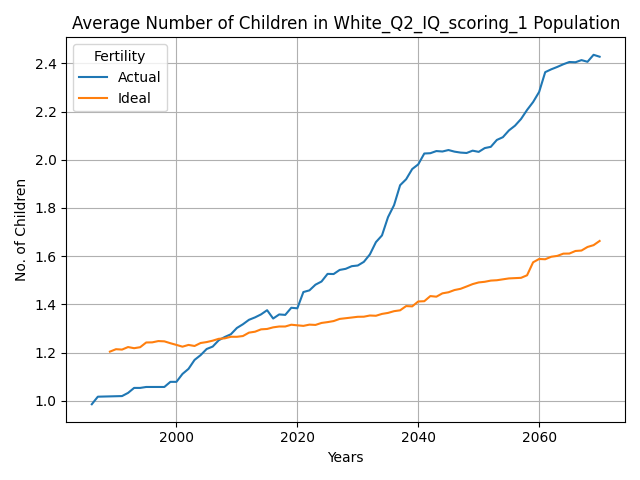 Average Number of Children in White_Q2_IQ_scoring_1 Population
Fertility
Actual
Ideal
No. of Children
2.4
2.2
2.0
1.8
1.6
1.4
1.2
1.0
2000 2020 2040 2060
Years